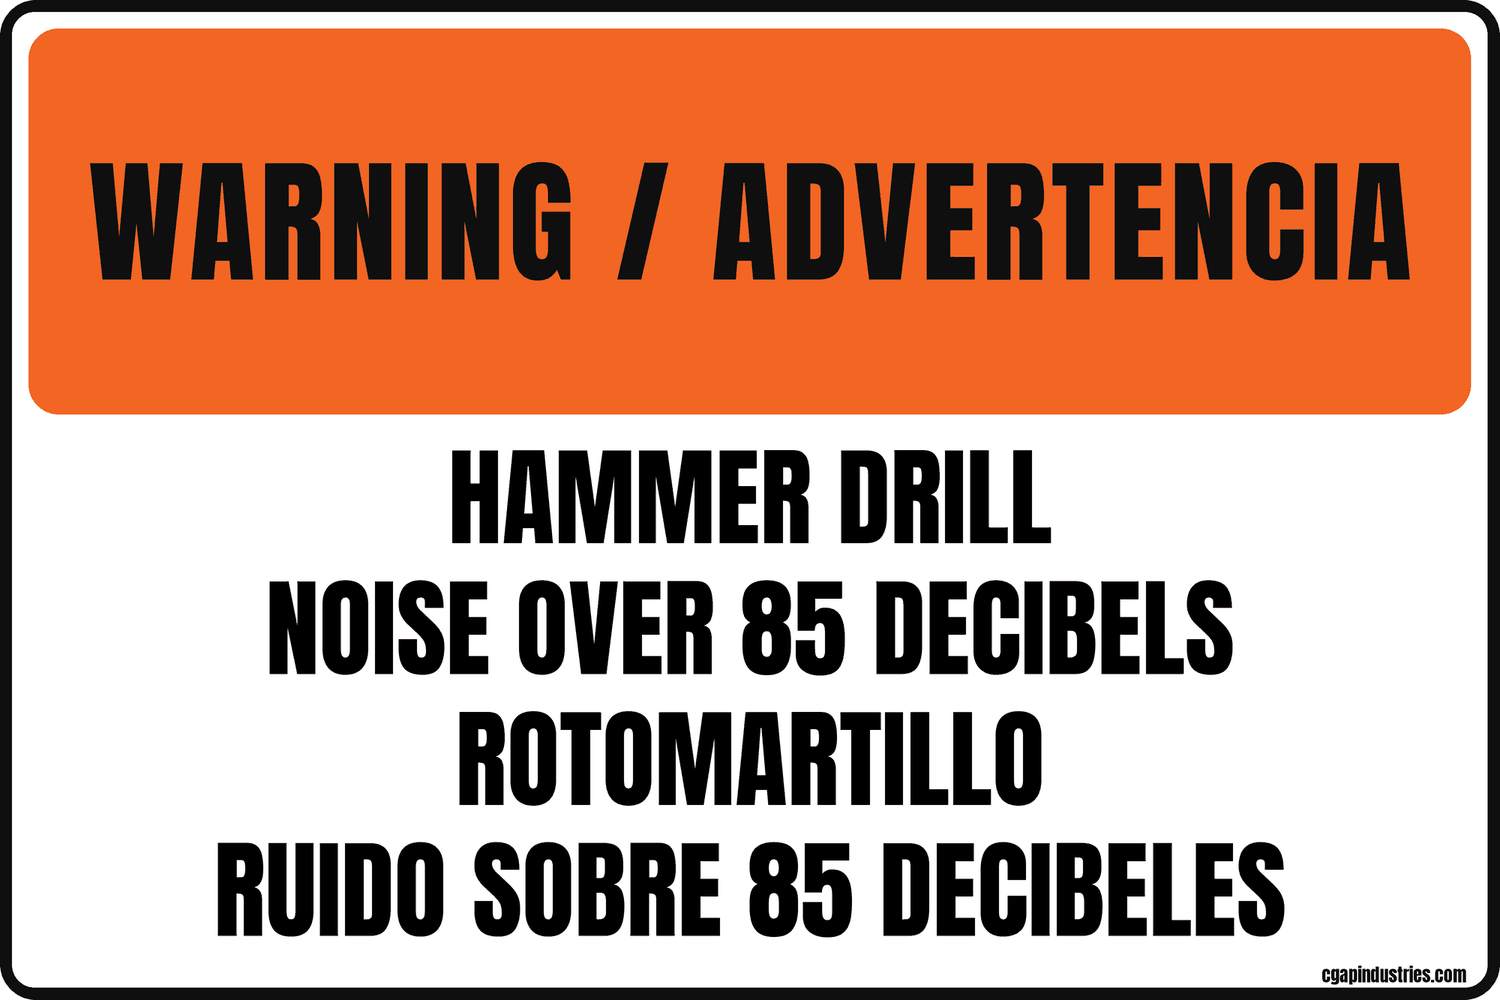 WARNING / ADVERTENCIA
HAMMER DRILL
NOISE OVER 85 DECIBELS
ROTOMARTILLO
RUIDO SOBRE 85 DECIBELES
cgapindustries.com